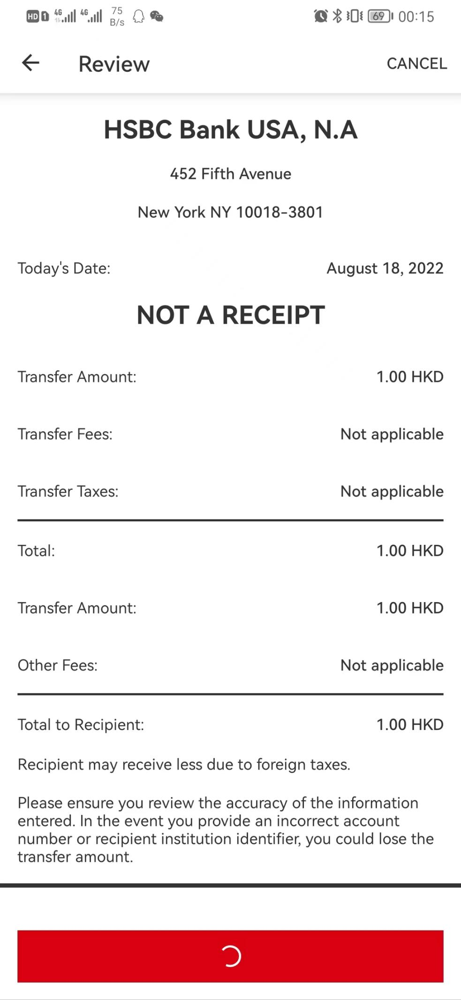 HD 1 4G 4G 75 B/s 69 00:15
Review CANCEL
HSBC Bank USA, N.A
452 Fifth Avenue
New York NY 10018-3801
Today's Date: August 18, 2022
NOT A RECEIPT
Transfer Amount: 1.00 HKD
Transfer Fees: Not applicable
Transfer Taxes: Not applicable
Total: 1.00 HKD
Transfer Amount: 1.00 HKD
Other Fees: Not applicable
Total to Recipient: 1.00 HKD
Recipient may receive less due to foreign taxes.
Please ensure you review the accuracy of the information
entered. In the event you provide an incorrect account
number or recipient institution identifier, you could lose the
transfer amount.